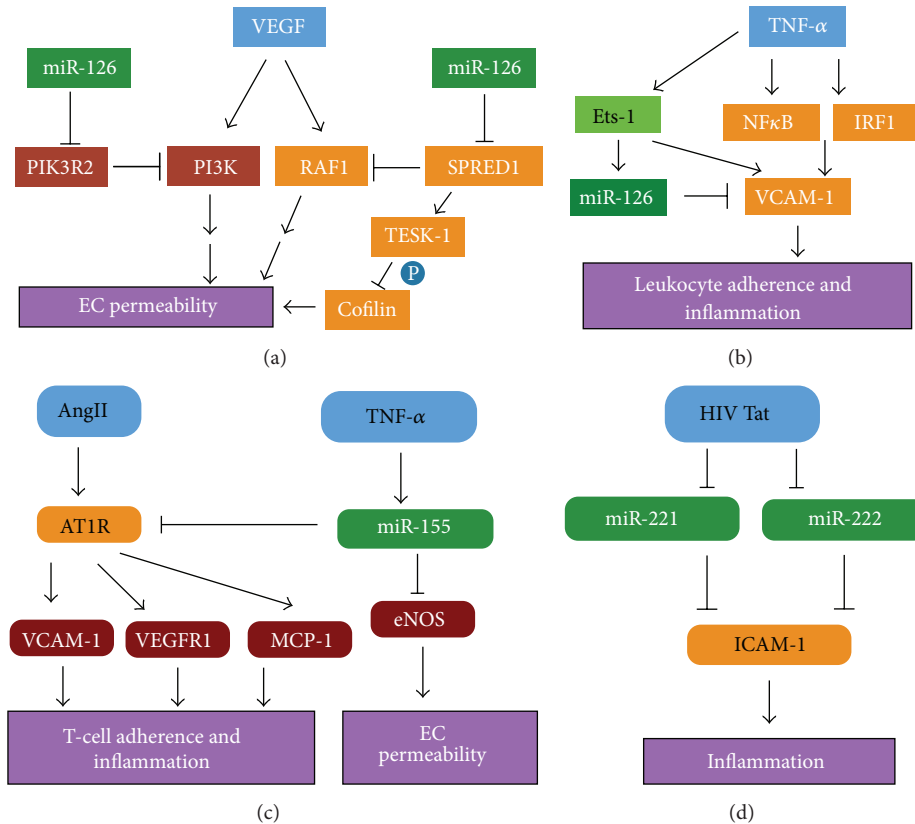 VEGF
miR-126
miR-126
PIK3R2
PI3K
RAF1
SPRED1
TESK-1
P
EC permeability
Cofilin
(a)
TNF-α
Ets-1
NFκB
IRF1
miR-126
VCAM-1
Leukocyte adherence and
inflammation
(b)
AngII
TNF-α
AT1R
miR-155
VCAM-1
VEGFR1
MCP-1
eNOS
T-cell adherence and
inflammation
EC
permeability
(c)
HIV Tat
miR-221
miR-222
ICAM-1
Inflammation
(d)